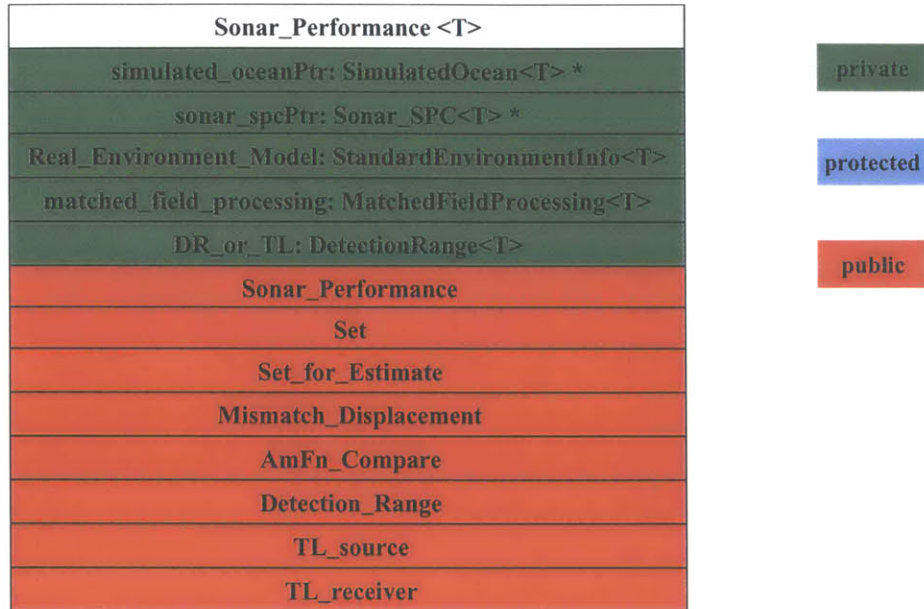 Sonar_Performance <T>
simulated_oceanPtr: SimulatedOcean<T> *
sonar_spcPtr: Sonar_SPC<T> *
Real_Environment_Model: StandardEnvironmentInfo<T>
matched_field_processing: MatchedFieldProcessing<T>
DR_or_TL: DetectionRange<T>
Sonar_Performance
Set
Set_for_Estimate
Mismatch_Displacement
AmFn_Compare
Detection_Range
TL_source
TL_receiver
private
protected
public